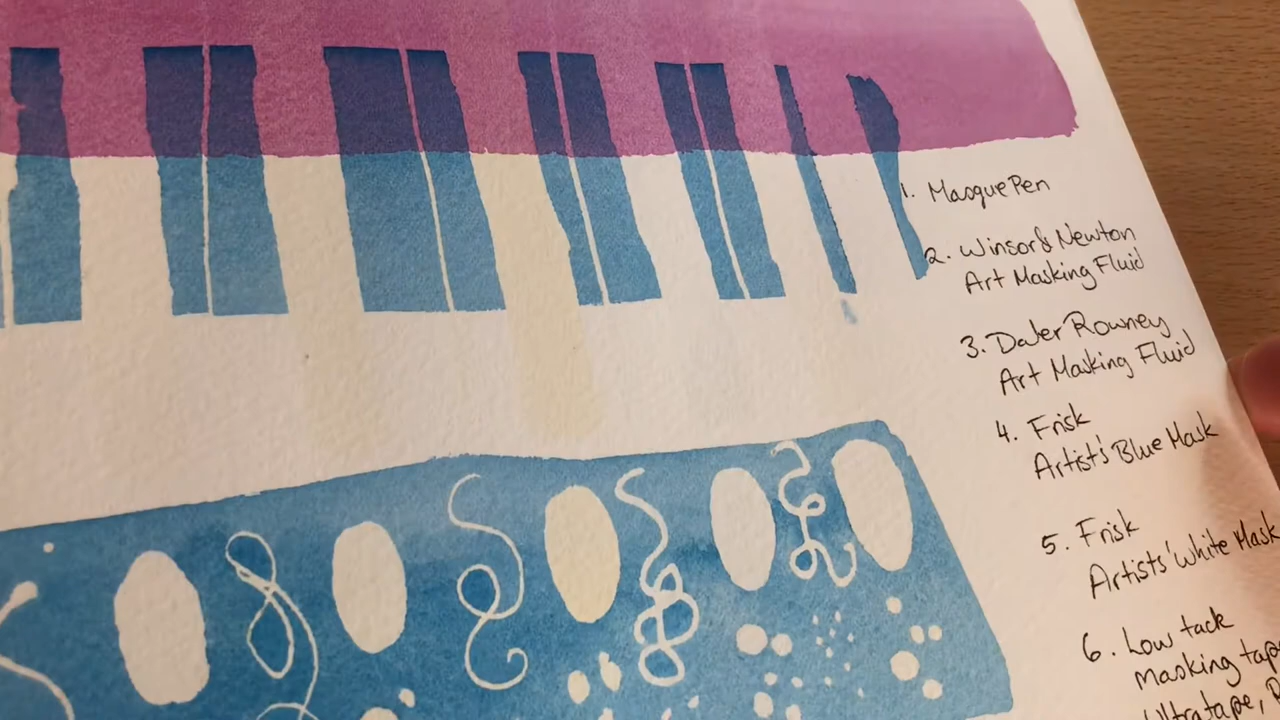 1. Masque Pen
2. Winsor & Newton
Art Masking Fluid
3. Daler Rowney
Art Masking Fluid
4. Frisk
Artist's Blue Mask
5. Frisk
Artists' White Mask
6. Low tack
masking tape
Ultratape,